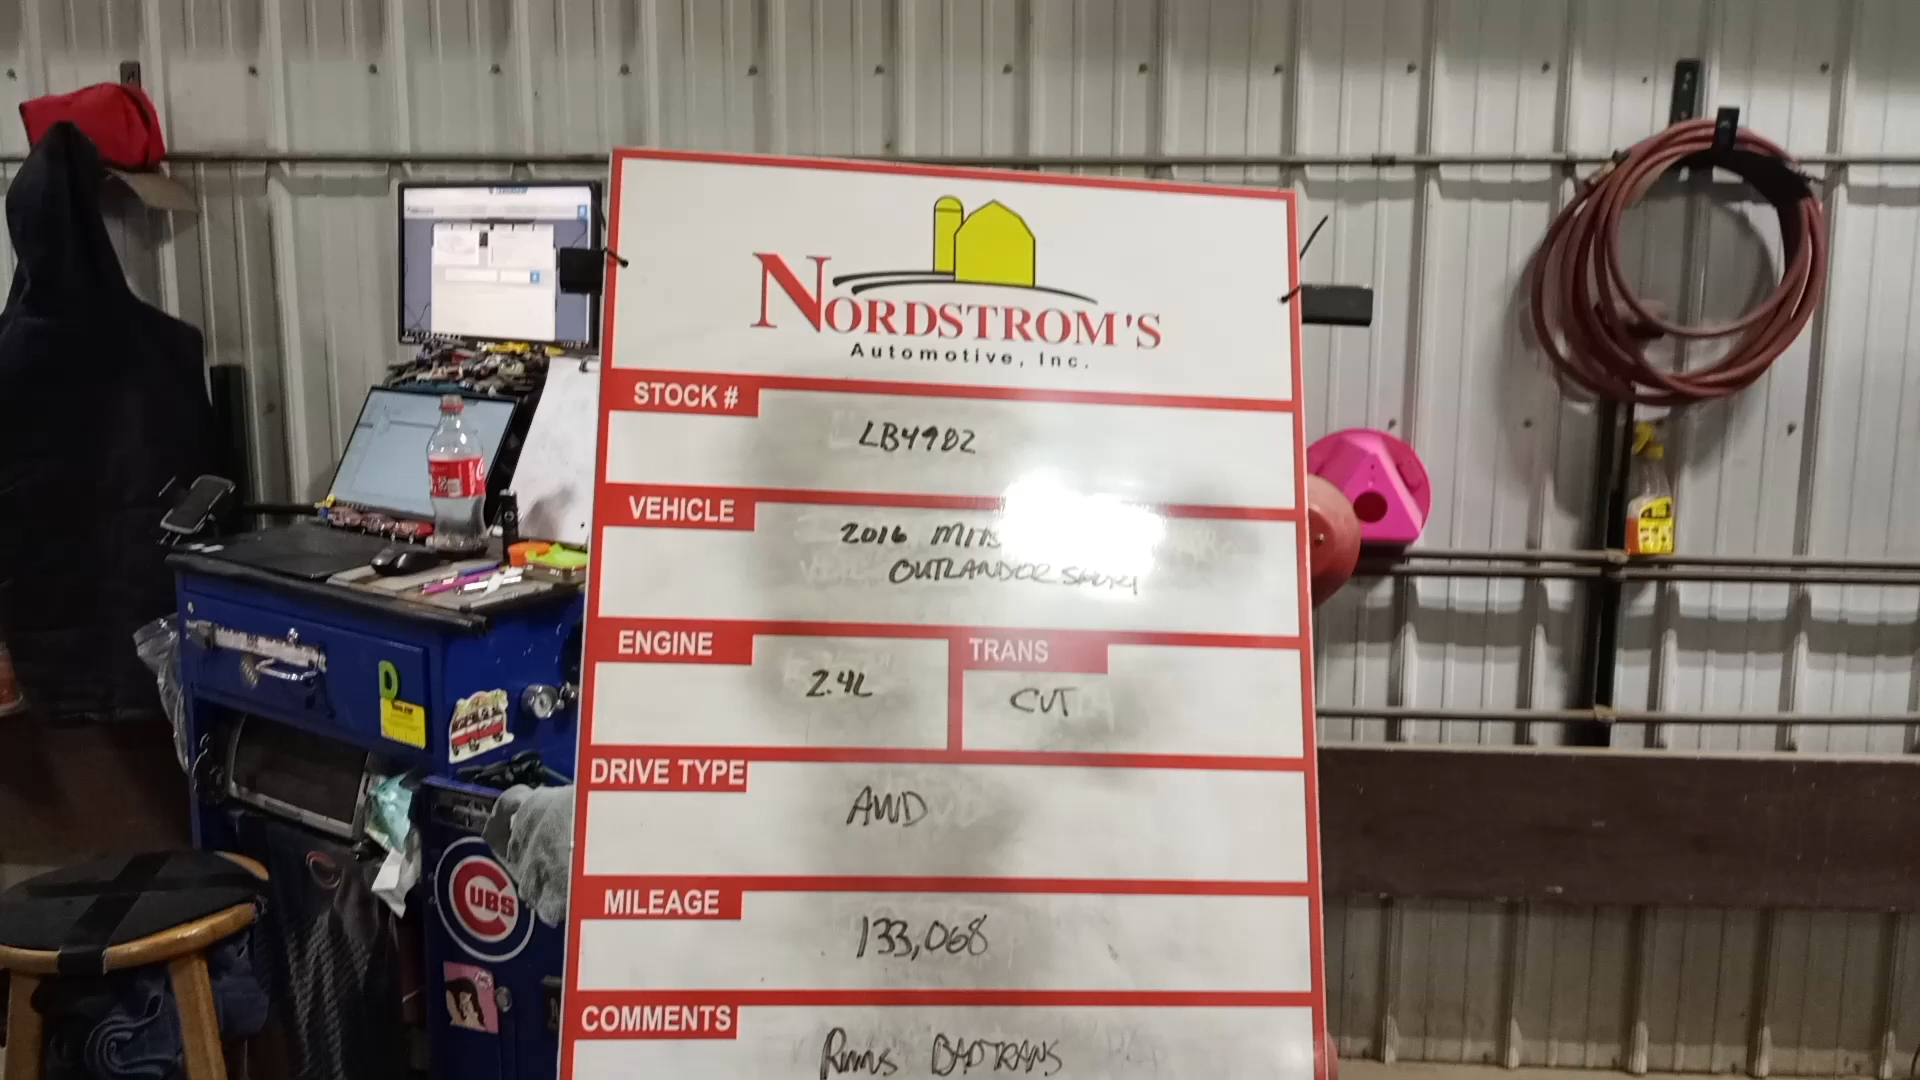 NORDSTROM'S
Automotive, Inc.
STOCK #
LB4982
VEHICLE
2016 MITS
OUTLANDER SPORT
ENGINE
2.4L
TRANS
CVT
DRIVE TYPE
AWD
MILEAGE
133,068
COMMENTS
RUNS BAD TRANS
CUBS
D